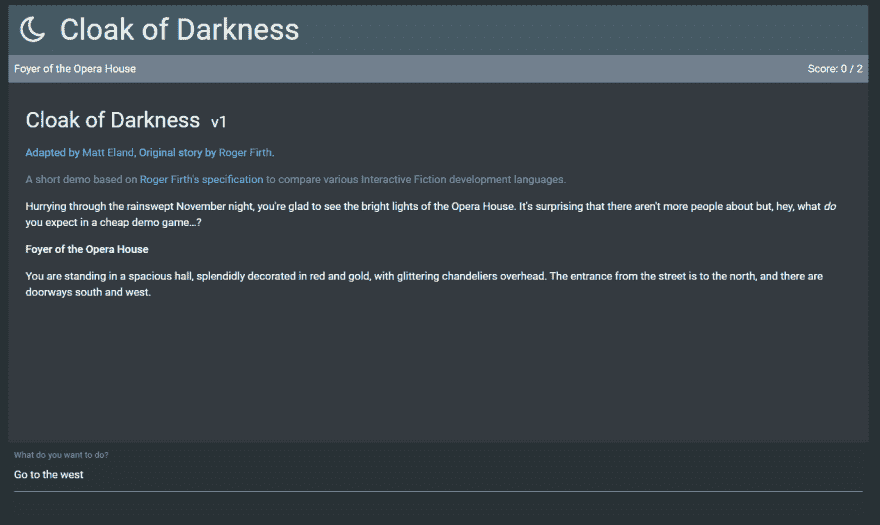 Cloak of Darkness
Foyer of the Opera House
Score: 0 / 2
Cloak of Darkness v1
Adapted by Matt Eland, Original story by Roger Firth.
A short demo based on Roger Firth's specification to compare various Interactive Fiction development languages.
Hurrying through the rainswept November night, you're glad to see the bright lights of the Opera House. It's surprising that there aren't more people about but, hey, what do
you expect in a cheap demo game...?
Foyer of the Opera House
You are standing in a spacious hall, splendidly decorated in red and gold, with glittering chandeliers overhead. The entrance from the street is to the north, and there are
doorways south and west.
What do you want to do?
Go to the west